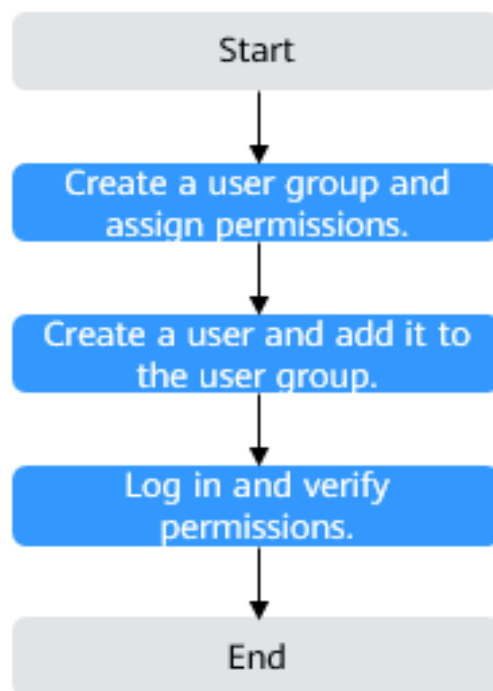 Start
Create a user group and
assign permissions.
Create a user and add it to
the user group.
Log in and verify
permissions.
End